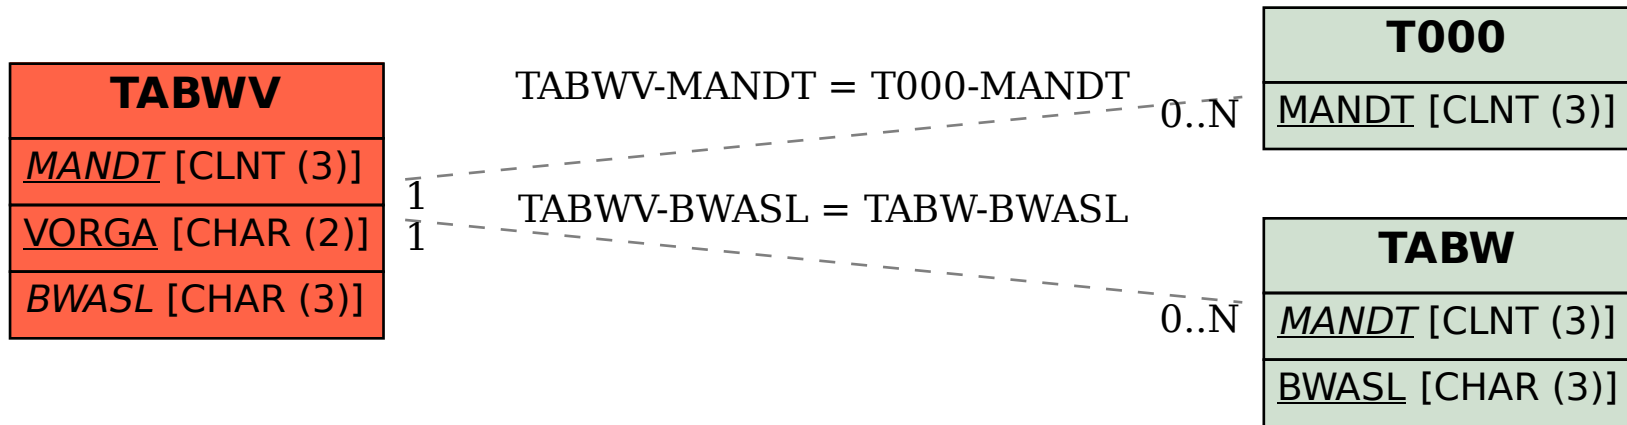 TABWV
MANDT [CLNT (3)]
VORGA [CHAR (2)]
BWASL [CHAR (3)]
TABWV-MANDT = T000-MANDT
1
0..N
TABWV-BWASL = TABW-BWASL
1
0..N
T000
MANDT [CLNT (3)]
TABW
MANDT [CLNT (3)]
BWASL [CHAR (3)]